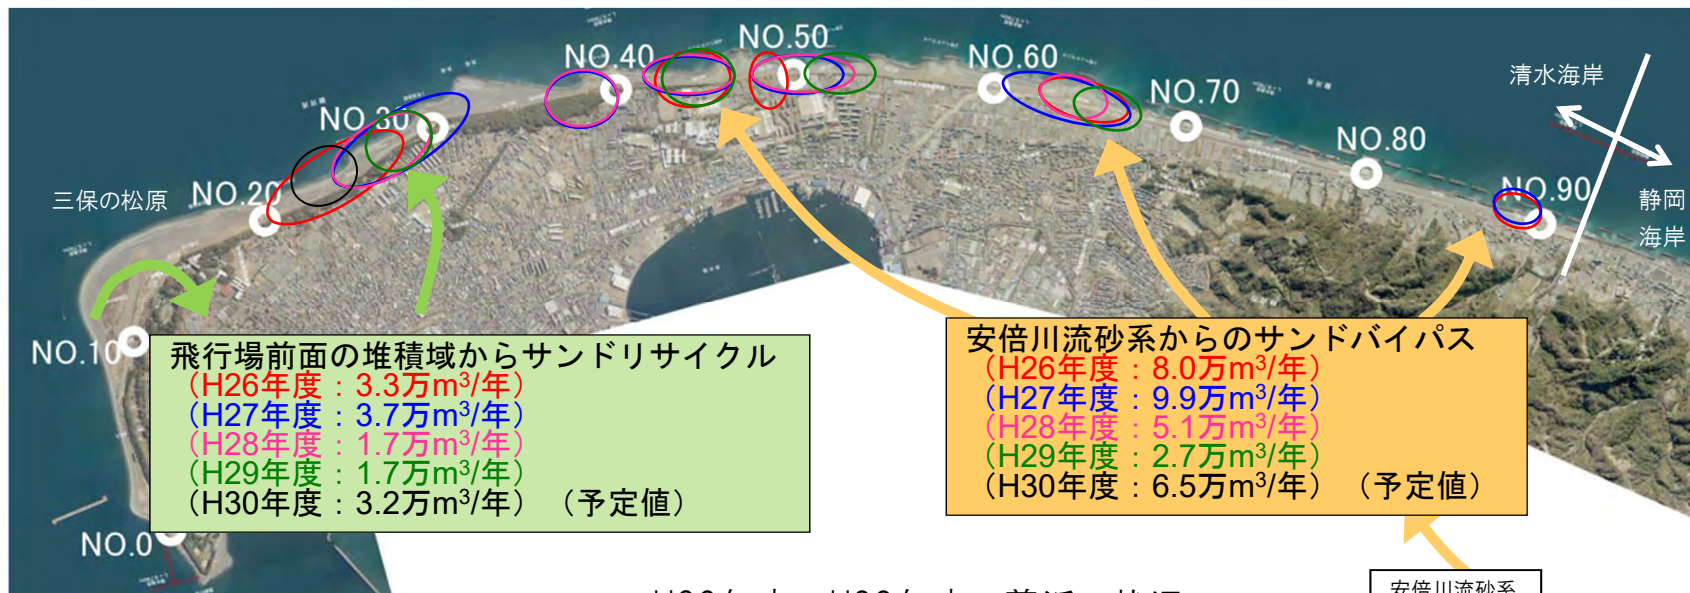 NO.50
NO.40
NO.60
清水海岸
NO.30
NO.70
NO.80
三保の松原
NO.20
NO.90
静岡
海岸
NO.10
飛行場前面の堆積域からサンドリサイクル
（H26年度：3.3万m³/年）
（H27年度：3.7万m³/年）
（H28年度：1.7万m³/年）
（H29年度：1.7万m³/年）
（H30年度：3.2万m³/年）（予定値）
安倍川流砂系からのサンドバイパス
（H26年度：8.0万m³/年）
（H27年度：9.9万m³/年）
（H28年度：5.1万m³/年）
（H29年度：2.7万m³/年）
（H30年度：6.5万m³/年）（予定値）
NO.0
安倍川流砂系